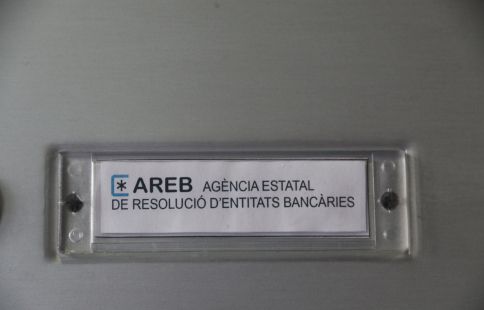 AREB AGÈNCIA ESTATAL
DE RESOLUCIÓ D'ENTITATS BANCÀRIES